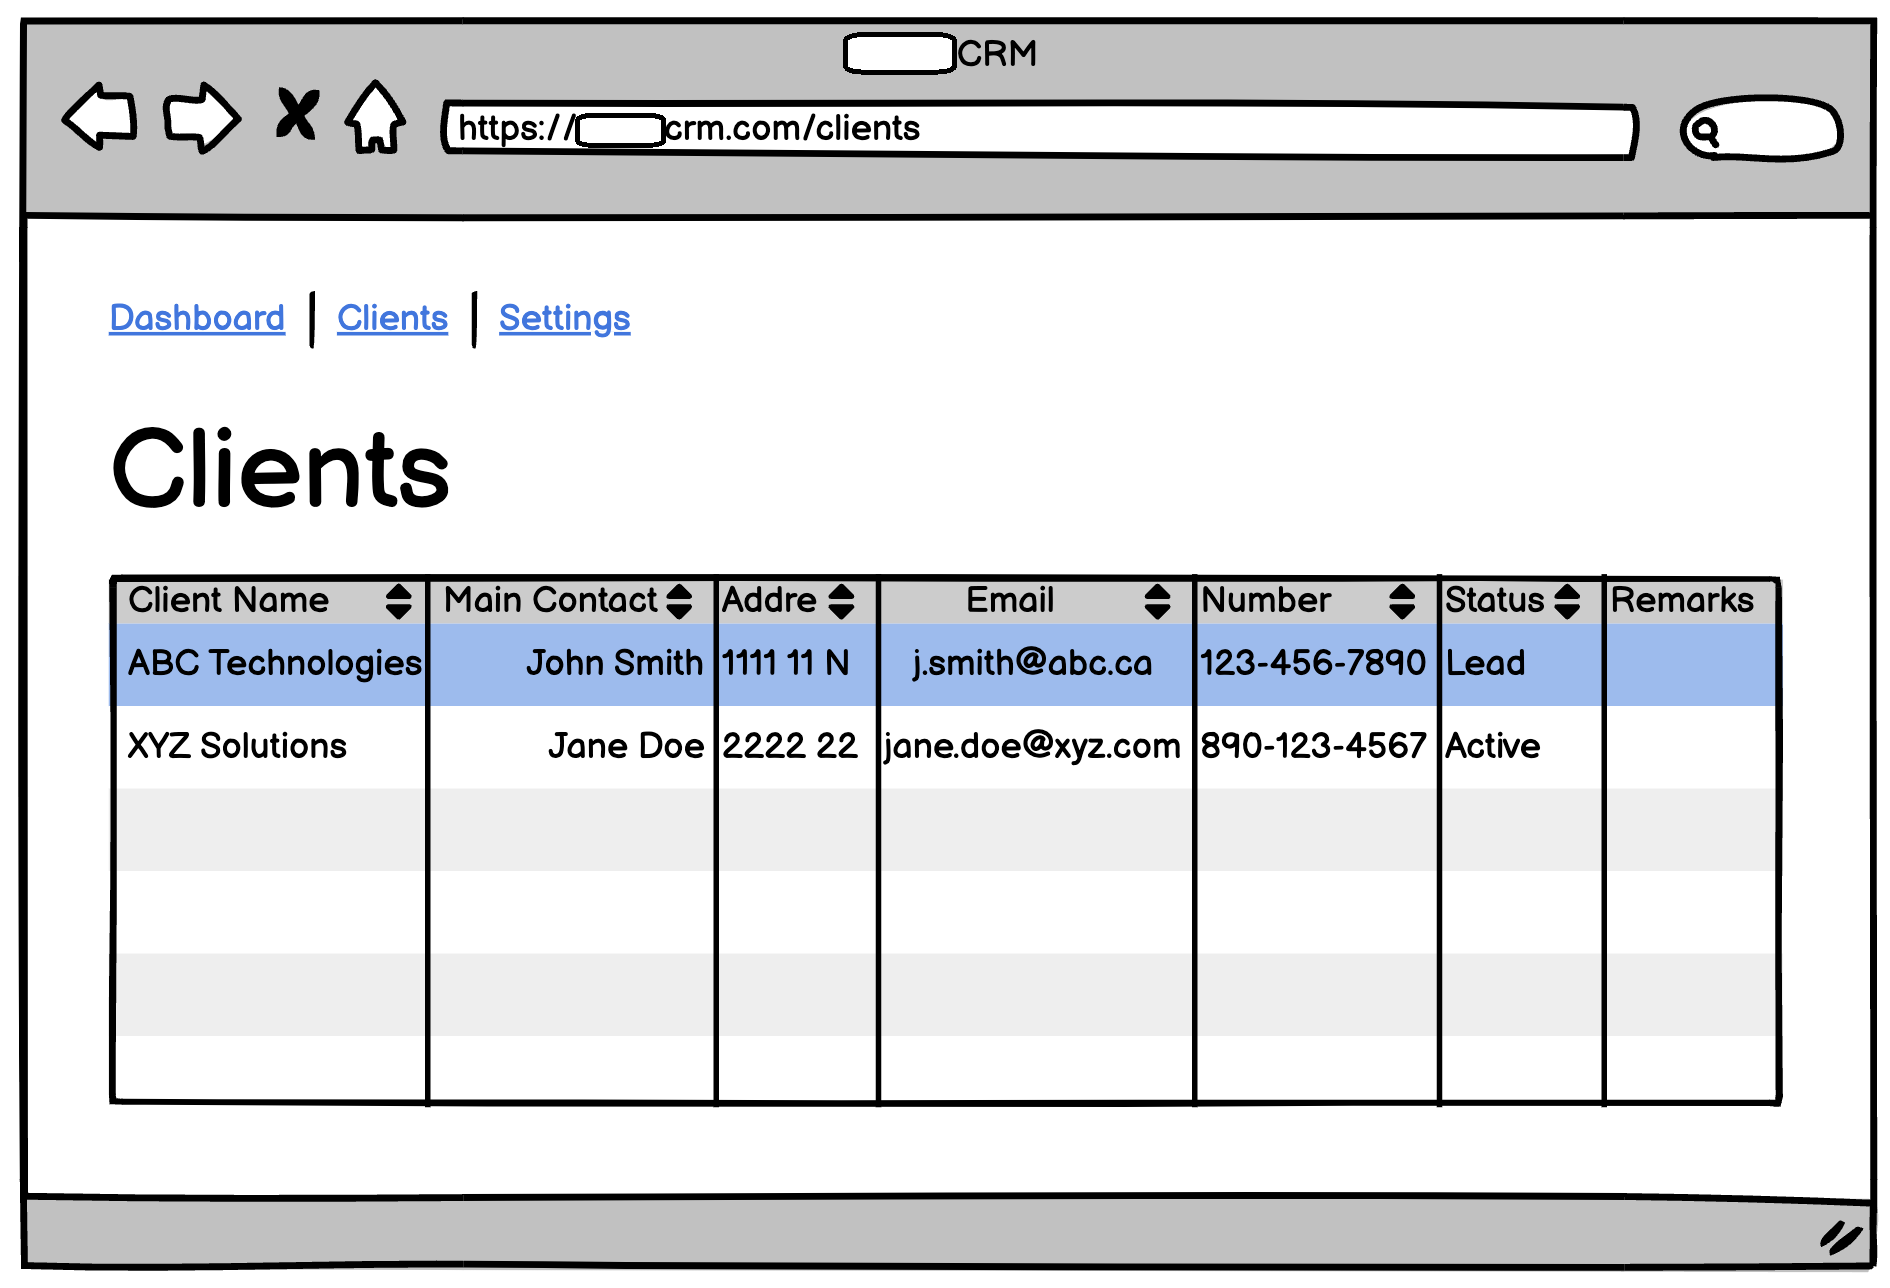 CRM
https:// crm.com/clients
Dashboard Clients Settings
Clients
Client Name Main Contact Addre Email Number Status Remarks
ABC Technologies John Smith 1111 11 N j.smith@abc.ca 123-456-7890 Lead
XYZ Solutions Jane Doe 2222 22 jane.doe@xyz.com 890-123-4567 Active